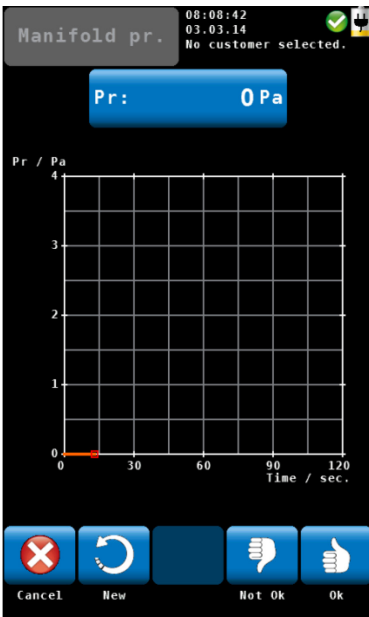 Manifold pr.
08:08:42
03.03.14
No customer selected.
Pr: 0 Pa
Pr / Pa
4
3
2
1
0
0 30 60 90 120
Time / sec.
Cancel New Not Ok Ok